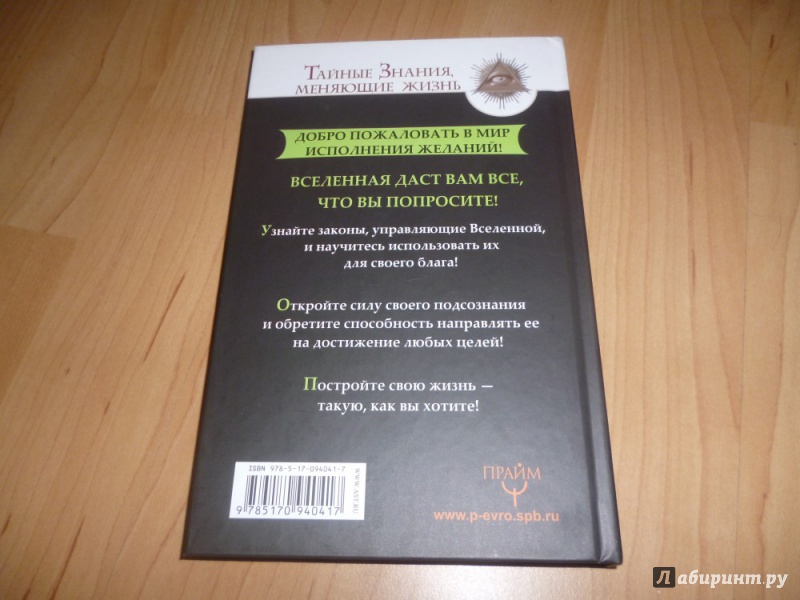 Тайные Знания,
меняющие жизнь
ДОБРО ПОЖАЛОВАТЬ В МИР
ИСПОЛНЕНИЯ ЖЕЛАНИЙ!
ВСЕЛЕННАЯ ДАСТ ВАМ ВСЕ,
ЧТО ВЫ ПОПРОСИТЕ!
Узнайте законы, управляющие Вселенной,
и научитесь использовать их
для своего блага!
Откройте силу своего подсознания
и обретите способность направлять ее
на достижение любых целей!
Постройте свою жизнь —
такую, как вы хотите!
ISBN 978-5-17-094041-7
9 785170 940417
WWW.AST.RU
ПРАЙМ
www.p-evro.spb.ru
Лабиринт.ру